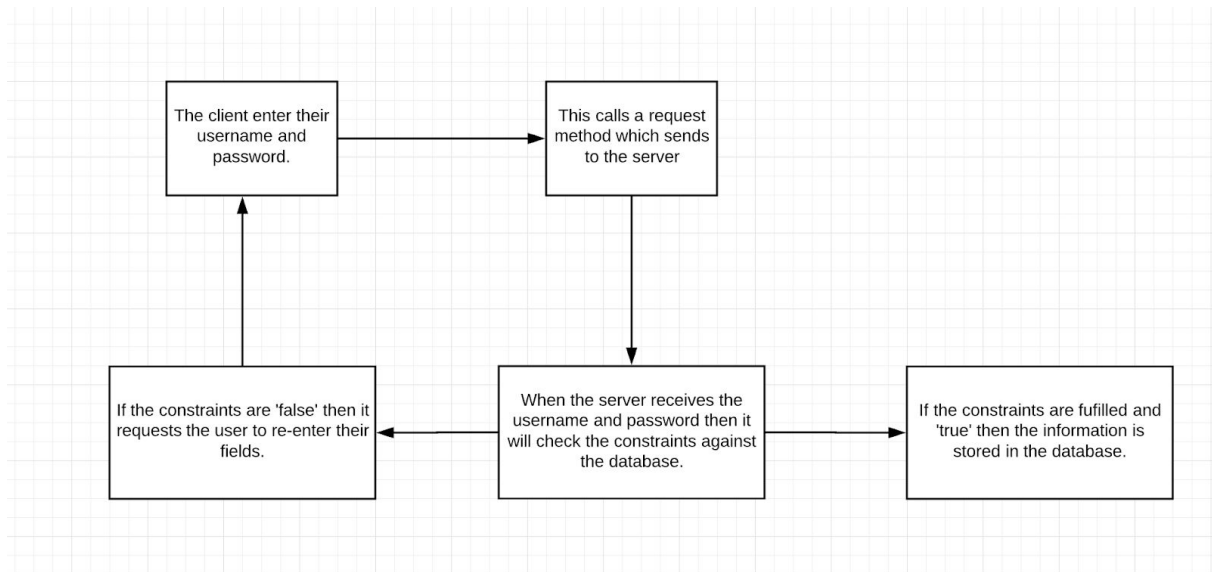 The client enter their
username and
password.
This calls a request
method which sends
to the server
If the constraints are 'false' then it
requests the user to re-enter their
fields.
When the server receives the
username and password then it
will check the constraints against
the database.
If the constraints are fufilled and
'true' then the information is
stored in the database.